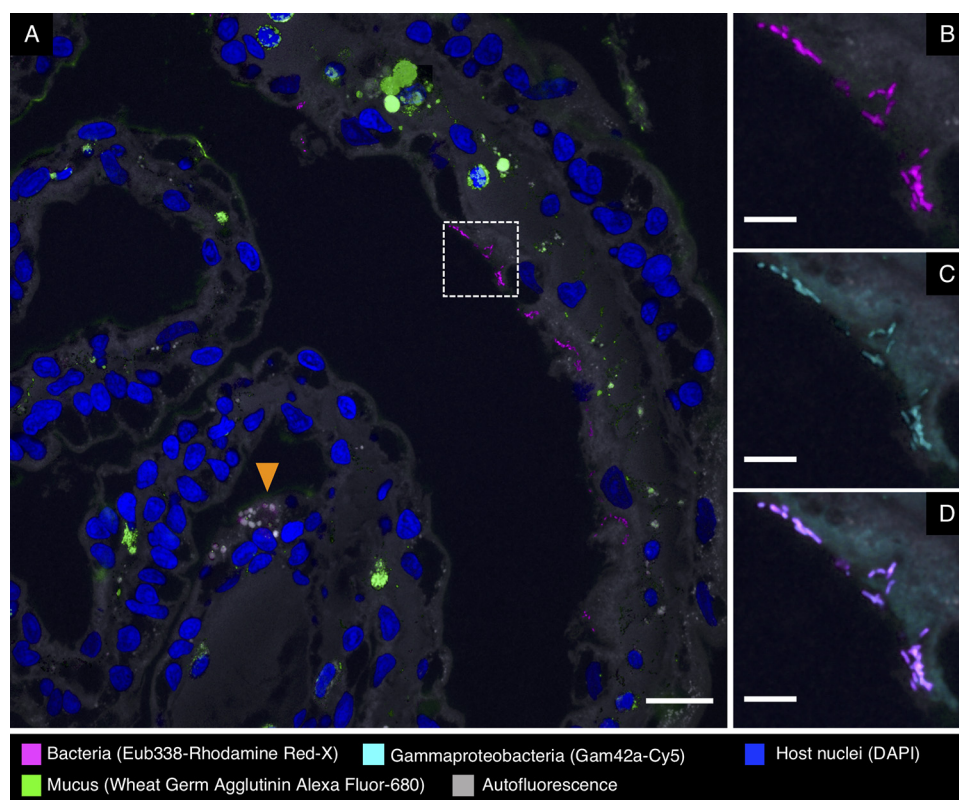 A
B
C
D
Bacteria (Eub338-Rhodamine Red-X) Gammaproteobacteria (Gam42a-Cy5) Host nuclei (DAPI)
Mucus (Wheat Germ Agglutinin Alexa Fluor-680) Autofluorescence